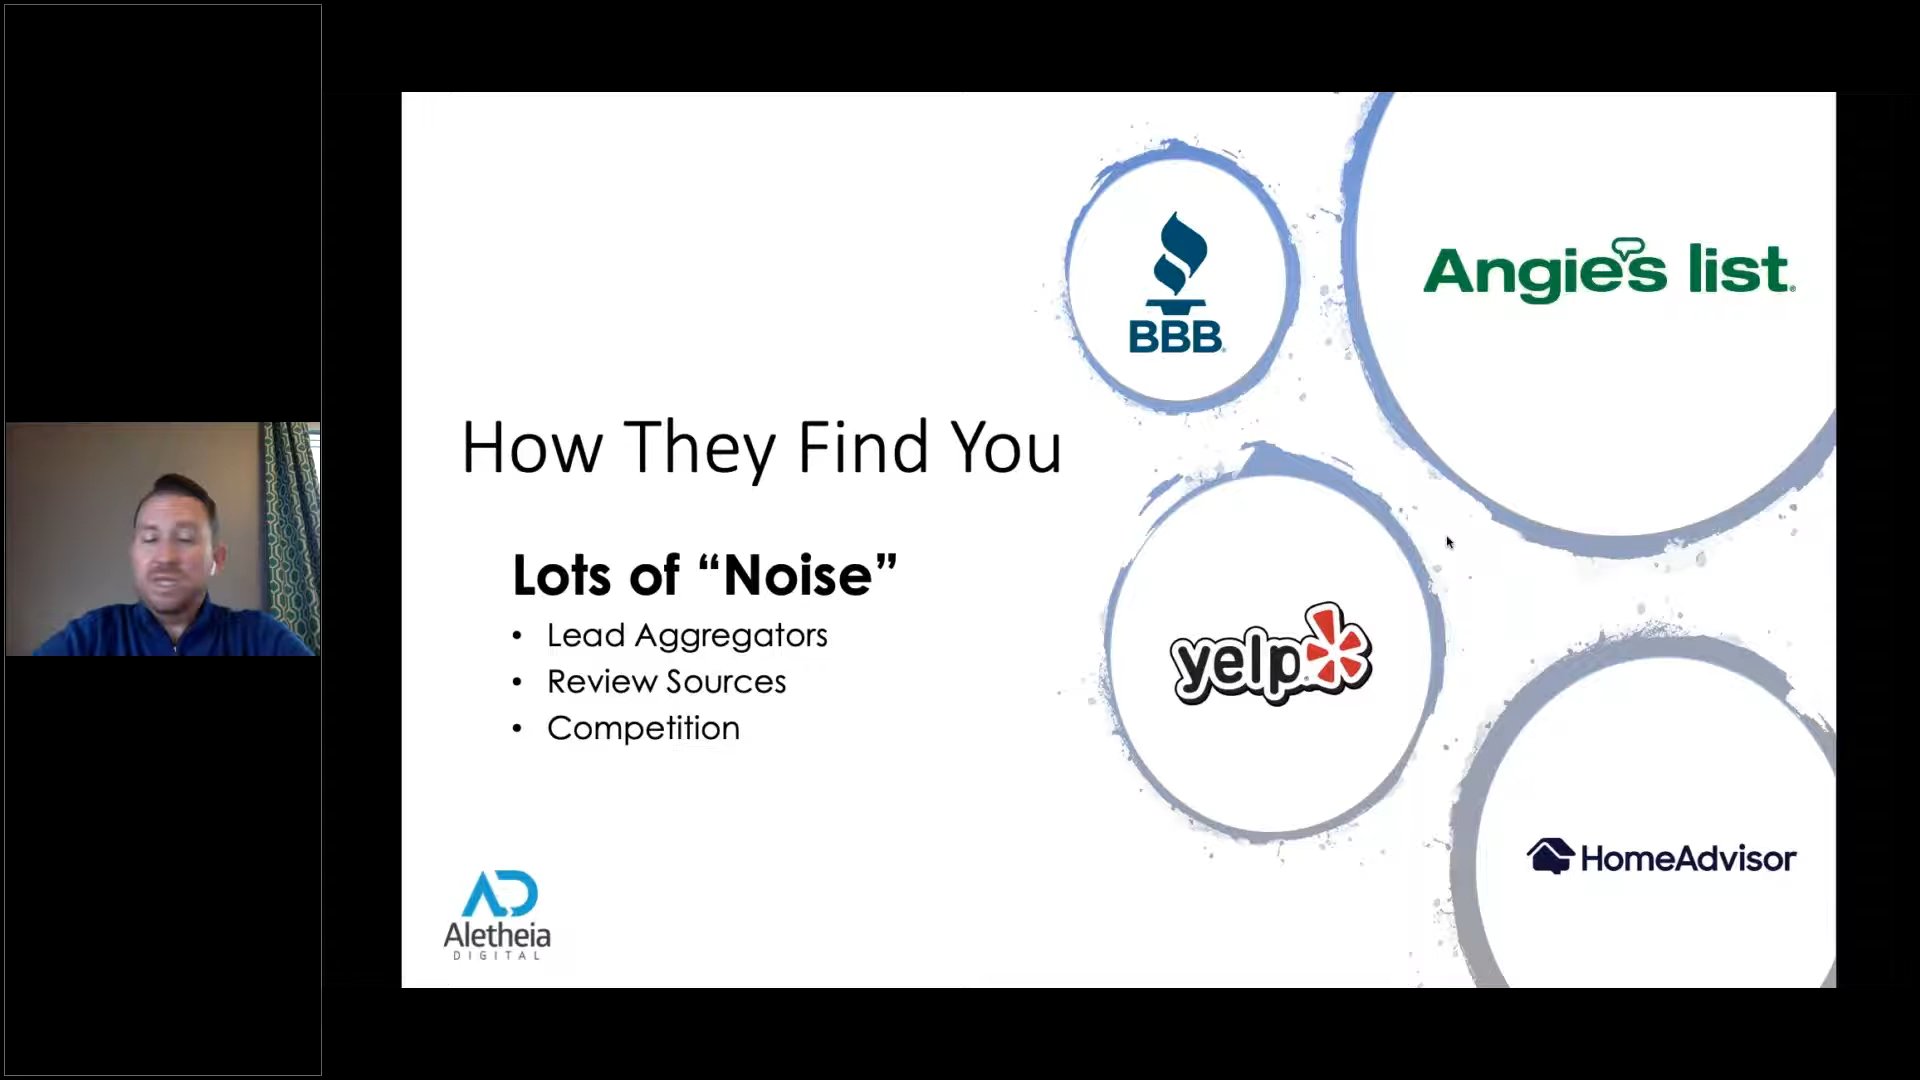 How They Find You
Lots of “Noise”
• Lead Aggregators
• Review Sources
• Competition
BBB
Angie's list
yelp
HomeAdvisor
Aletheia
DIGITAL